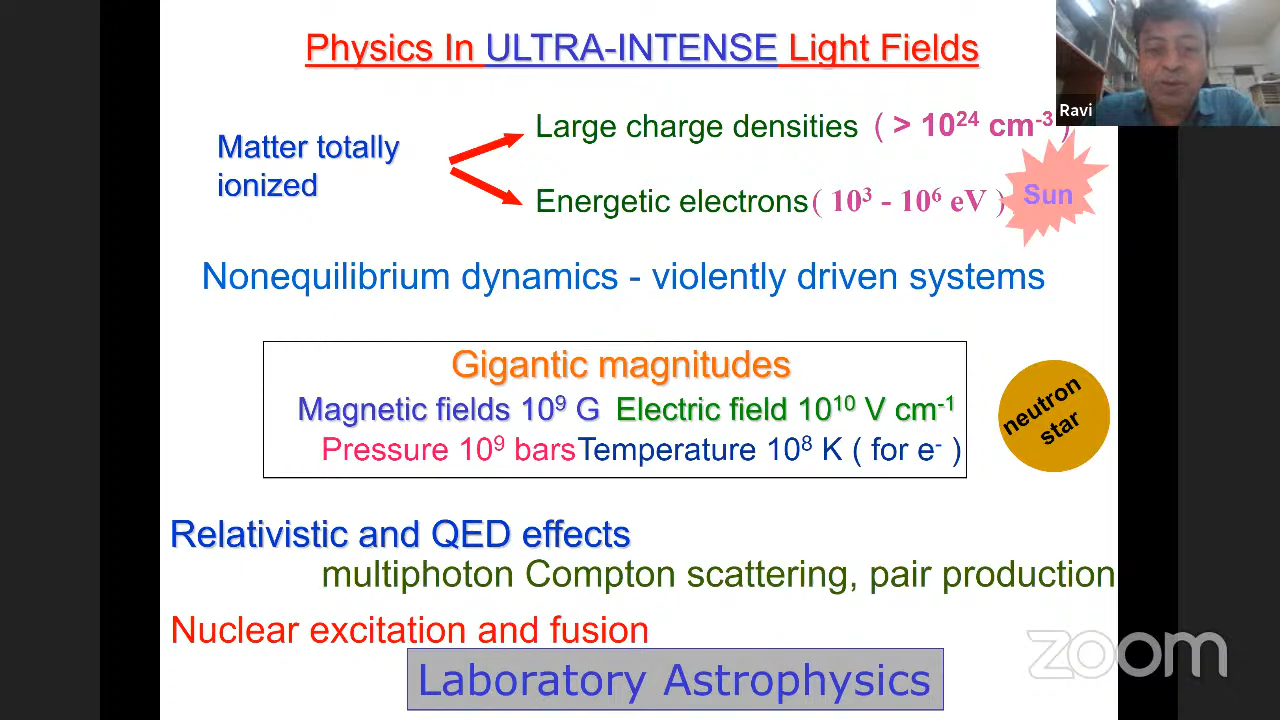 Physics In ULTRA-INTENSE Light Fields
Ravi
Matter totally
ionized
Large charge densities ( > 10²⁴ cm⁻³ )
Energetic electrons ( 10³ - 10⁶ eV )
Sun
Nonequilibrium dynamics - violently driven systems
Gigantic magnitudes
Magnetic fields 10⁹ G Electric field 10¹⁰ V cm⁻¹
Pressure 10⁹ bars Temperature 10⁸ K ( for e⁻ )
neutron
star
Relativistic and QED effects
multiphoton Compton scattering, pair production
Nuclear excitation and fusion
Laboratory Astrophysics
zoom